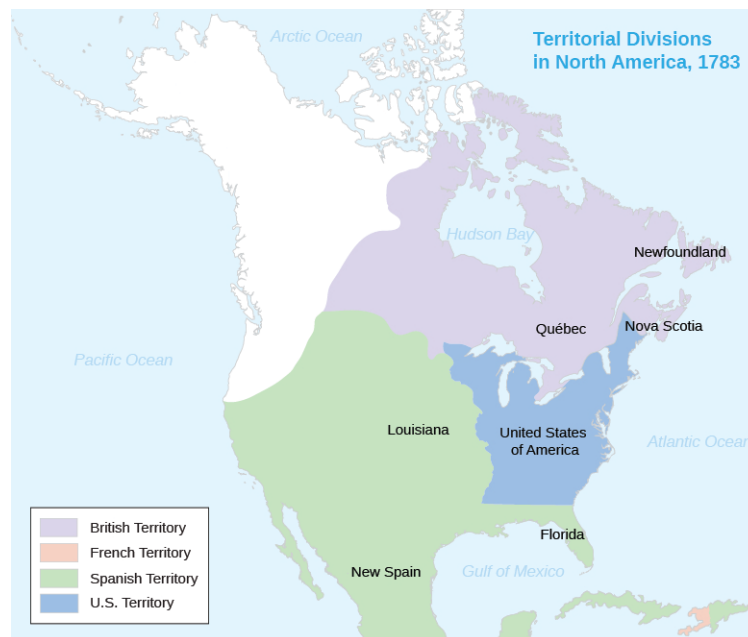 Territorial Divisions
in North America, 1783
Arctic Ocean
Hudson Bay
Newfoundland
Québec
Nova Scotia
Pacific Ocean
Louisiana
United States
of America
Atlantic Ocean
British Territory
French Territory
Spanish Territory
U.S. Territory
Florida
New Spain
Gulf of Mexico